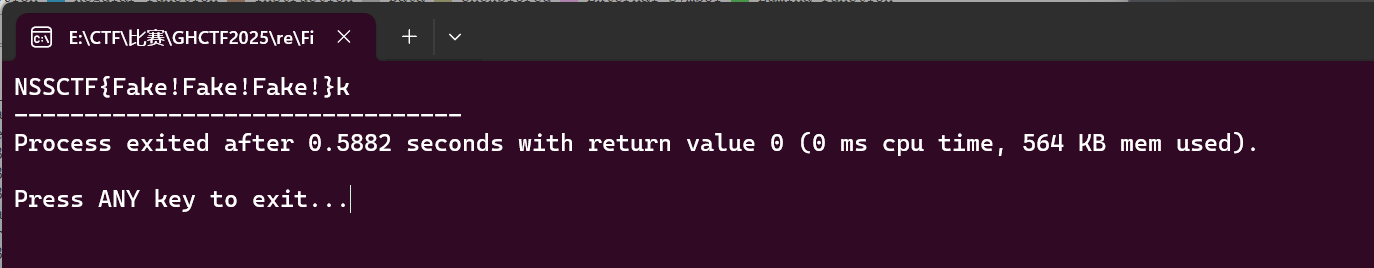 E:\CTF\比赛\GHCTF2025\re\Fi
NSSCTF{Fake!Fake!Fake!}k
--------------------------------
Process exited after 0.5882 seconds with return value 0 (0 ms cpu time, 564 KB mem used).
Press ANY key to exit...